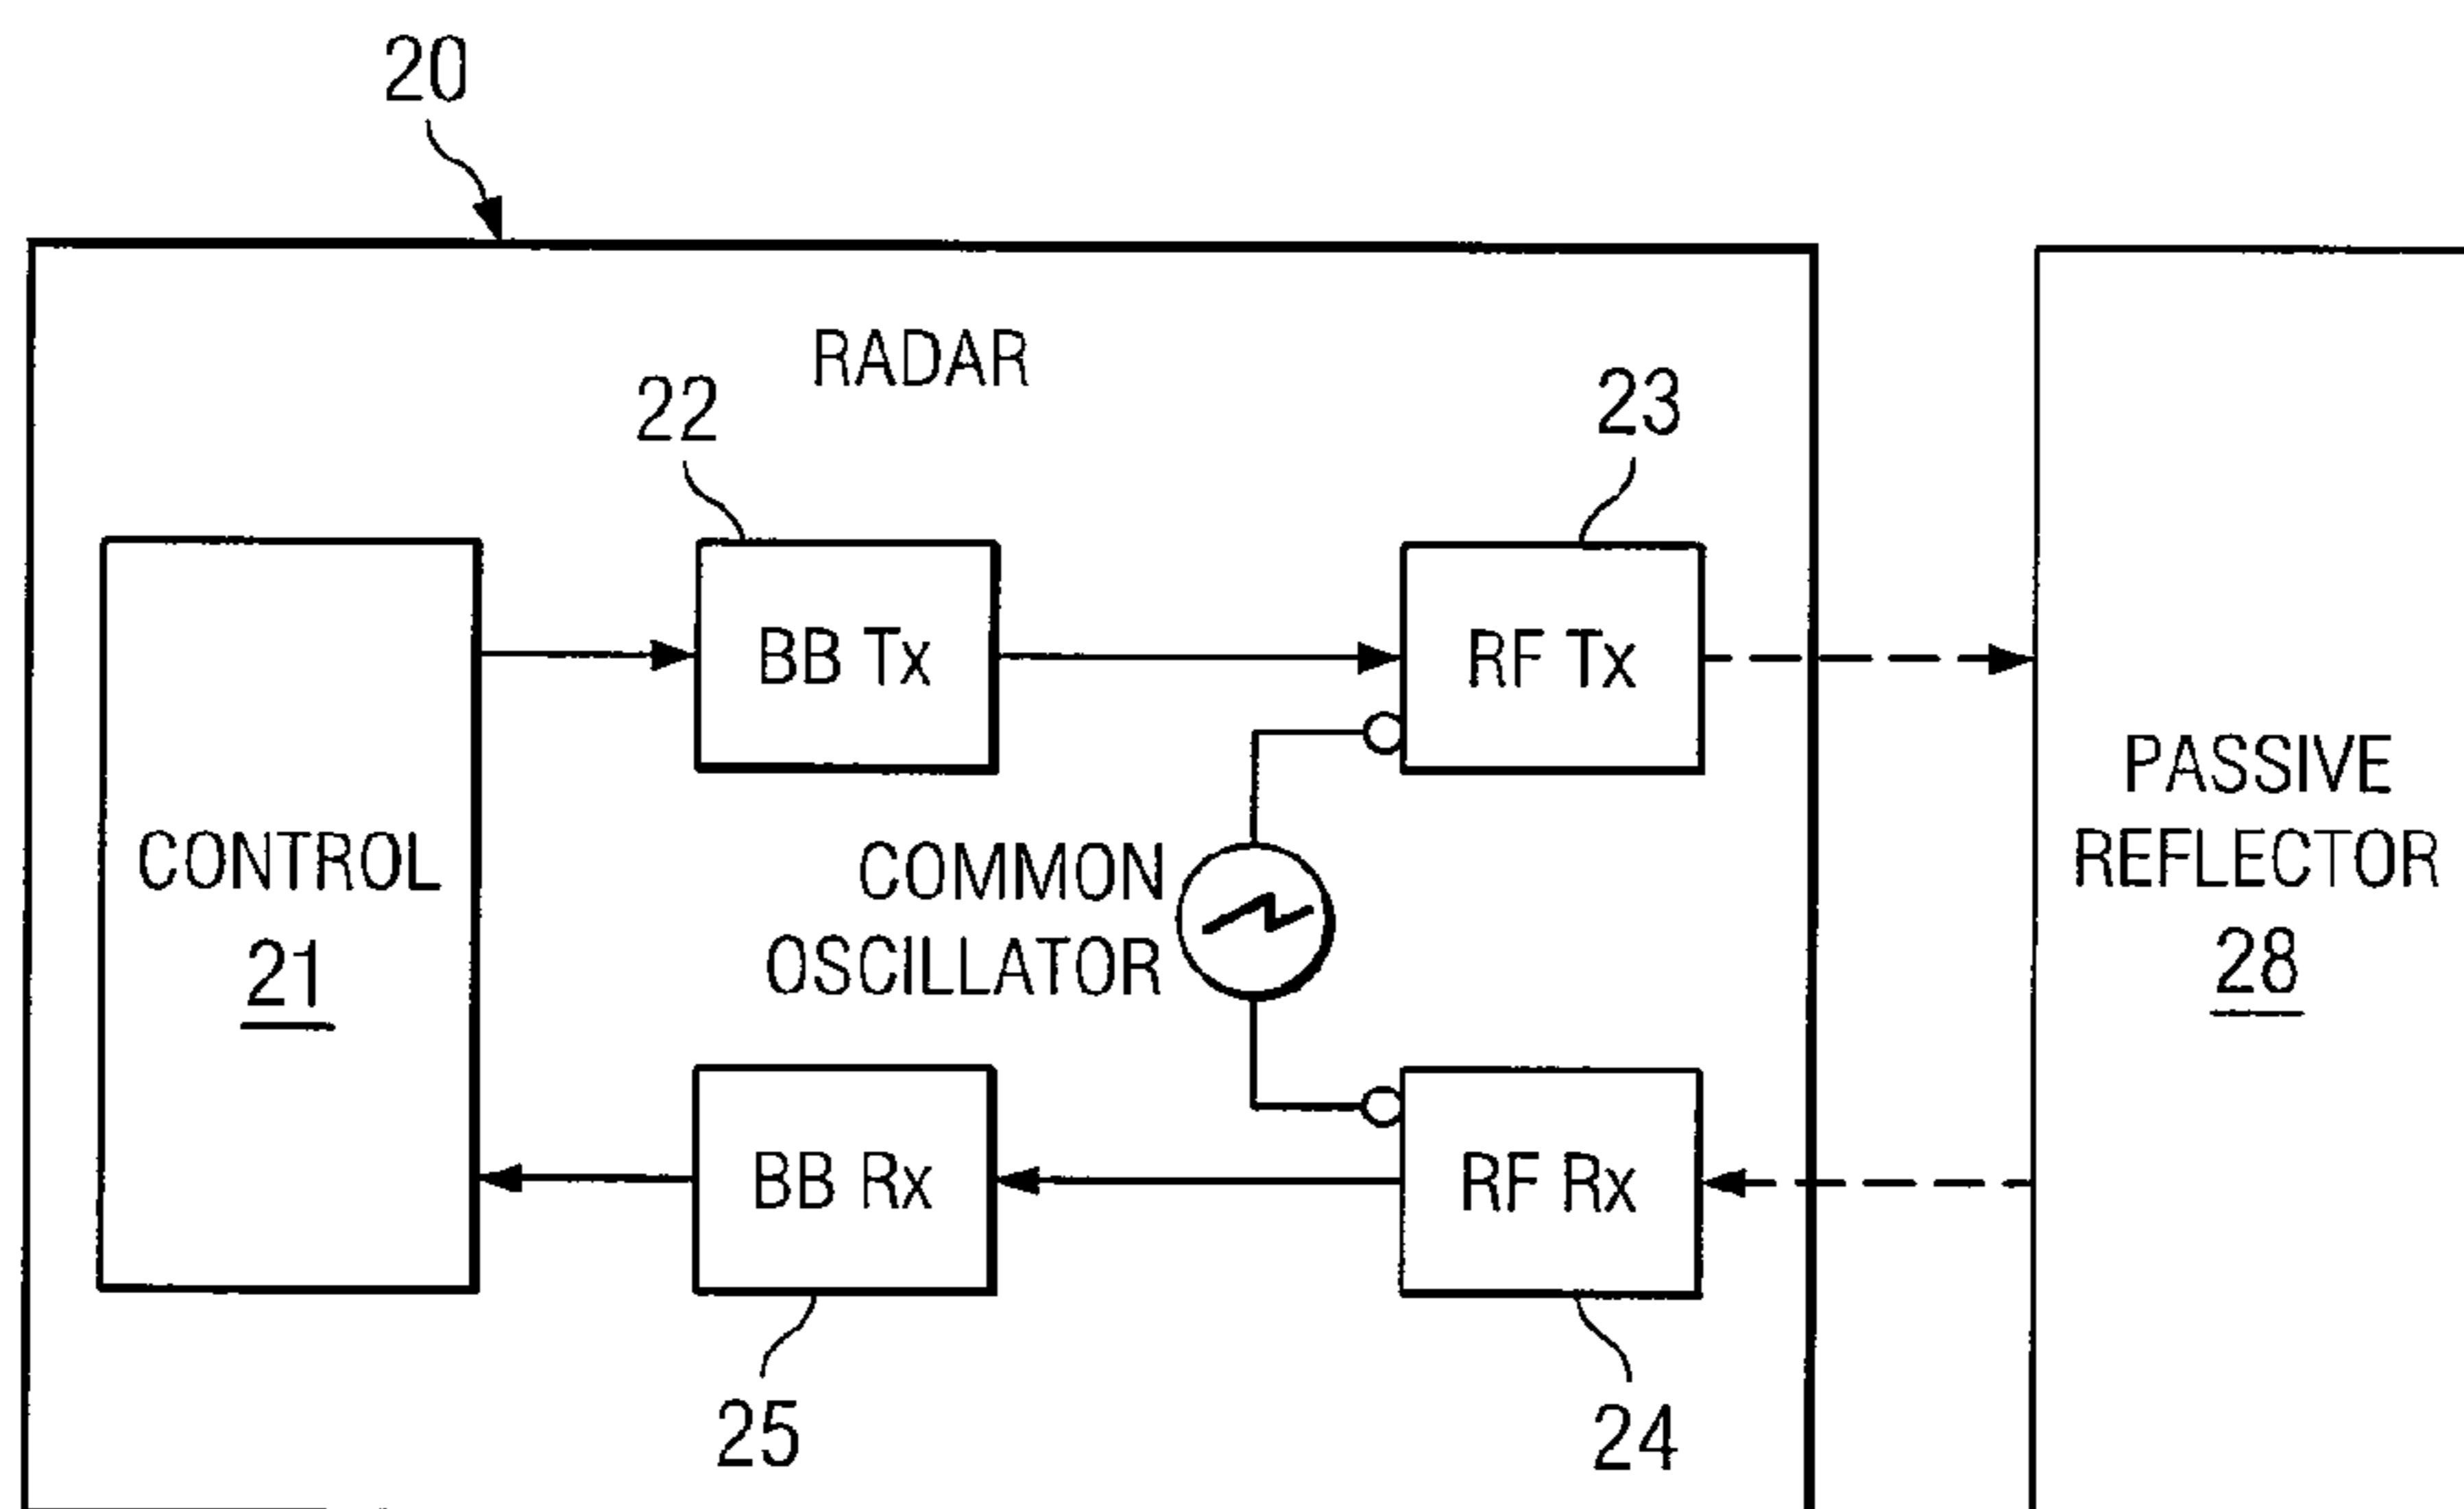 20
RADAR
22
23
BB Tx
RF Tx
CONTROL
21
COMMON
OSCILLATOR
PASSIVE
REFLECTOR
28
BB Rx
RF Rx
25
24